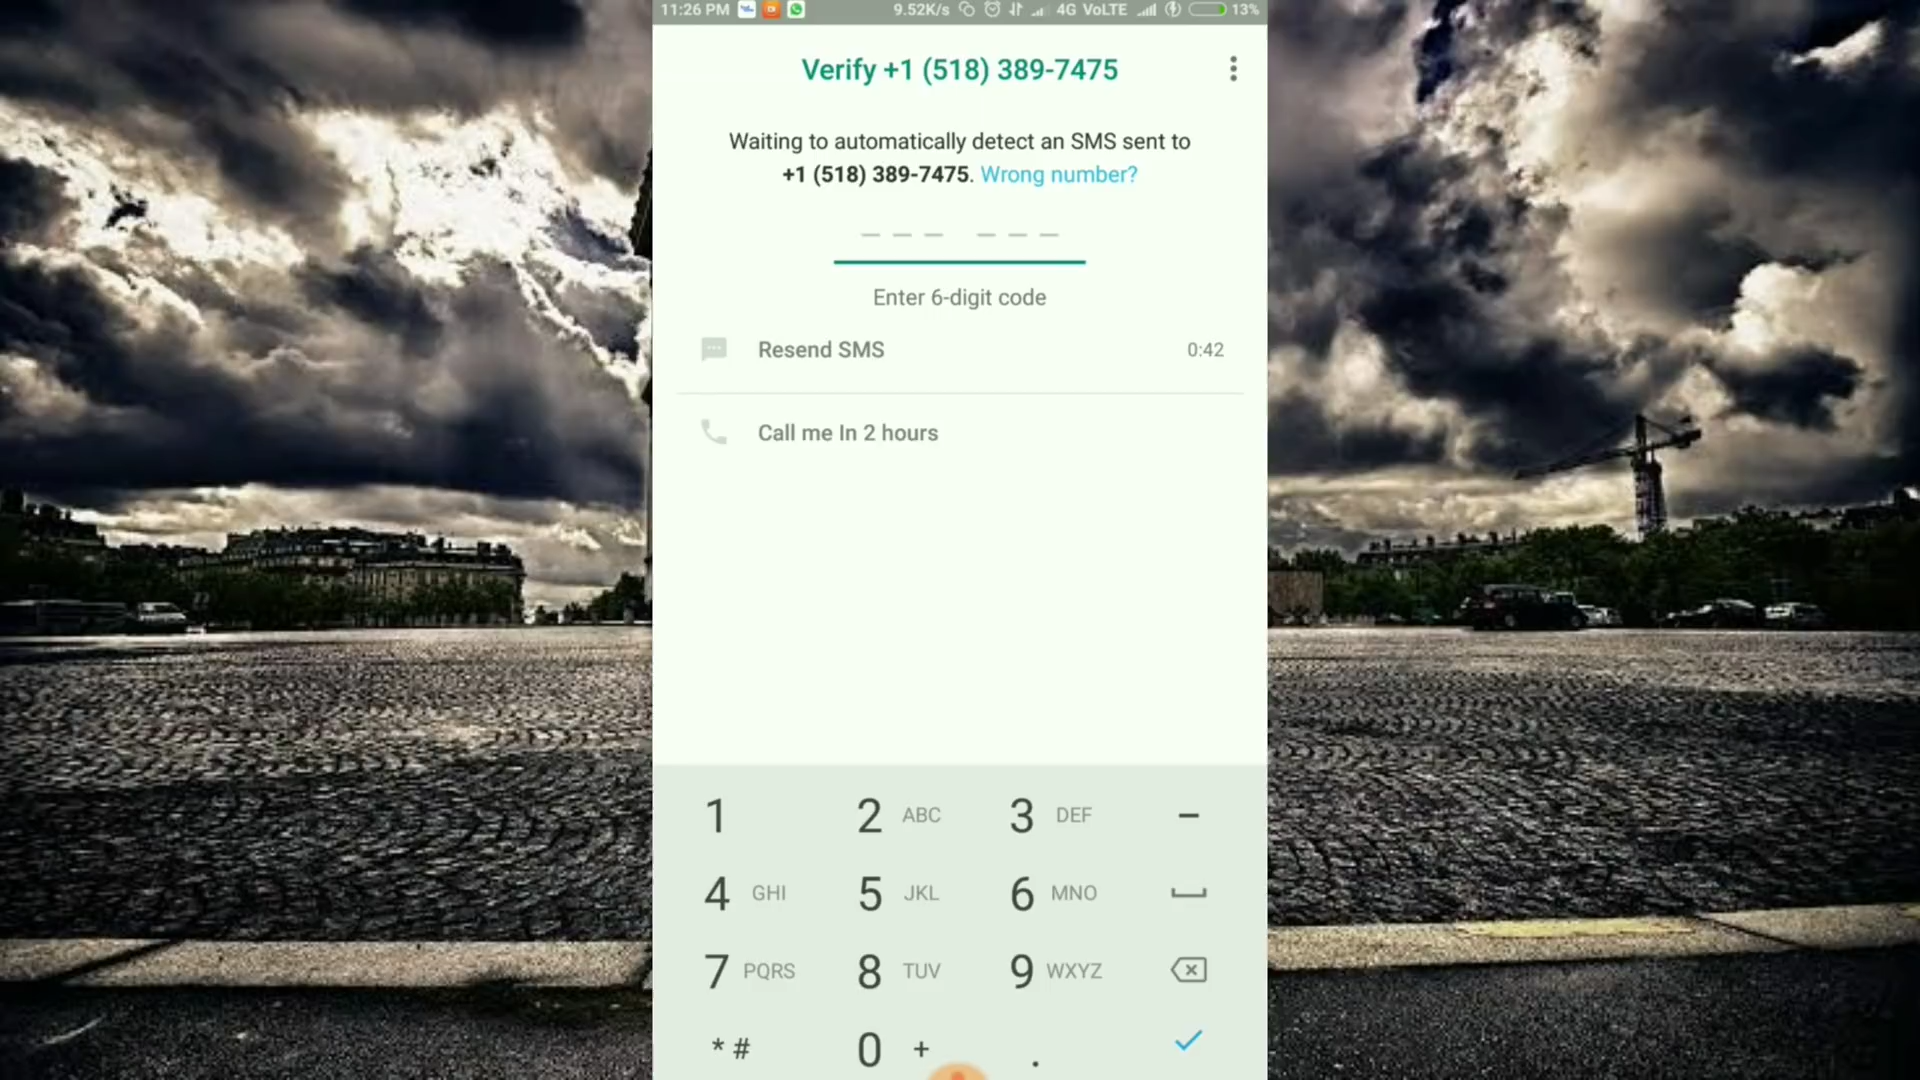 11:26 PM 9.52K/s 4G VoLTE 13%
Verify +1 (518) 389-7475
Waiting to automatically detect an SMS sent to
+1 (518) 389-7475. Wrong number?
Enter 6-digit code
Resend SMS 0:42
Call me In 2 hours
1 2 ABC 3 DEF –
4 GHI 5 JKL 6 MNO
7 PQRS 8 TUV 9 WXYZ
* # 0 + .